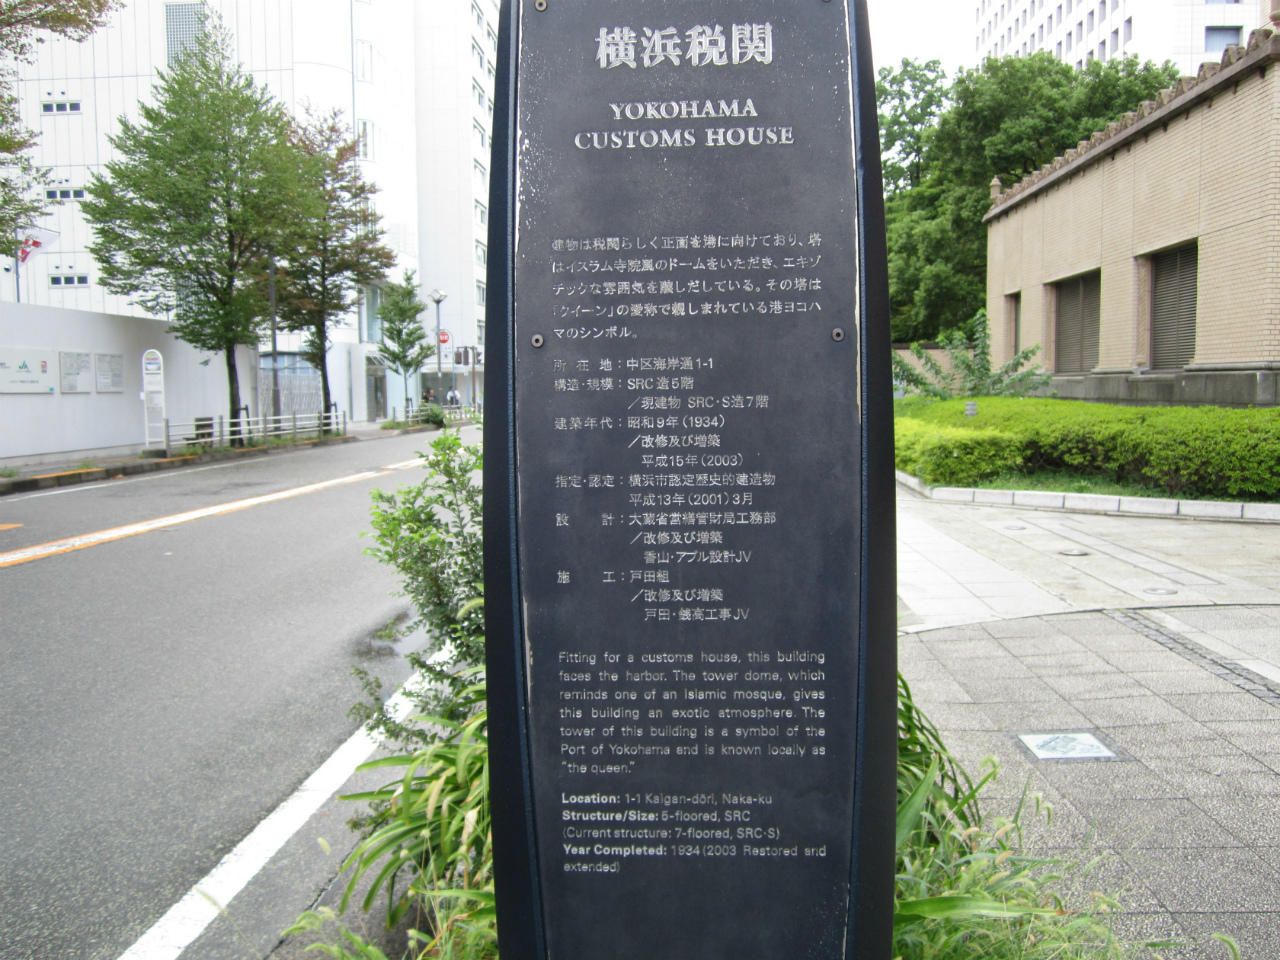 横浜税関
YOKOHAMA
CUSTOMS HOUSE
建物は税関らしく正面を港に向けており、塔
はイスラム寺院風のドームをいただき、エキゾ
チックな雰囲気を醸しだしている。その塔は
「クイーン」の愛称で親しまれている港ヨコハ
マのシンボル。
所在地：中区海岸通1-1
構造・規模：SRC造5階
／現建物 SRC・S造7階
建築年代：昭和9年(1934)
／改修及び増築
平成15年(2003)
指定・認定：横浜市認定歴史的建造物
平成13年(2001)3月
設計：大蔵省営繕管財局工務部
／改修及び増築
香山・アプル設計JV
施工：戸田組
／改修及び増築
戸田・銭高工事JV
Fitting for a customs house, this building
faces the harbor. The tower dome, which
reminds one of an Islamic mosque, gives
this building an exotic atmosphere. The
tower of this building is a symbol of the
Port of Yokohama and is known locally as
"the queen."
Location: 1-1 Kaigan-dōri, Naka-ku
Structure/Size: 5-floored, SRC
(Current structure: 7-floored, SRC·S)
Year Completed: 1934 (2003 Restored and
extended)